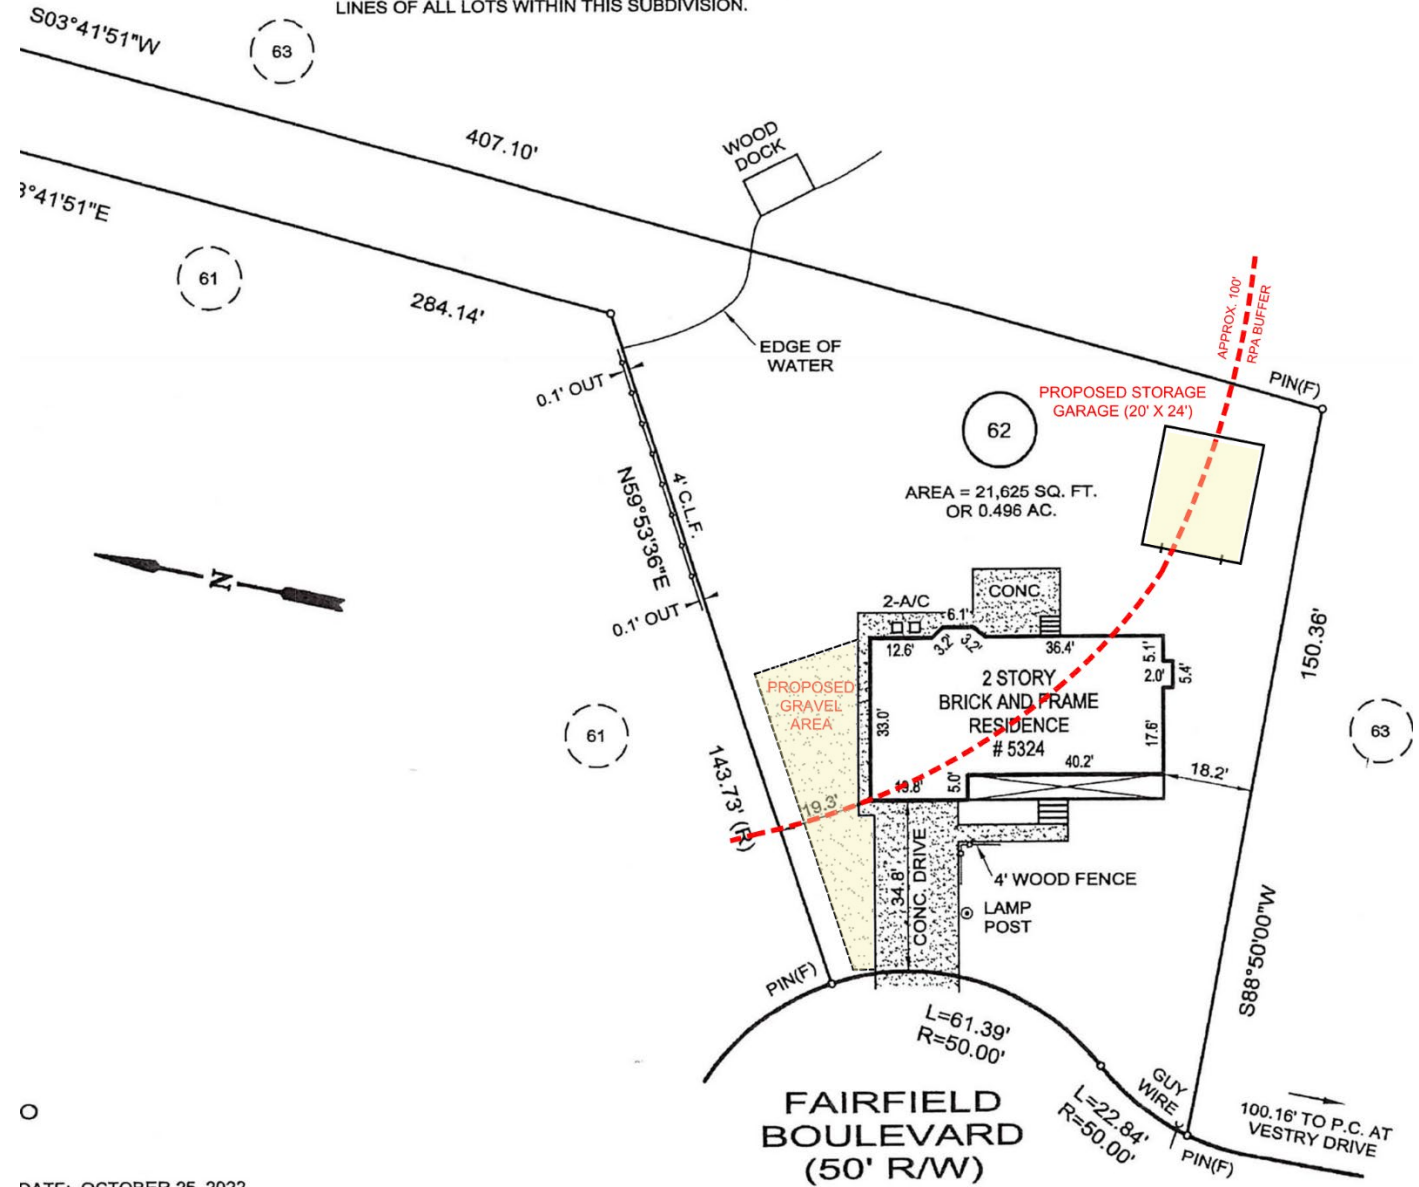 LINES OF ALL LOTS WITHIN THIS SUBDIVISION.
S03°41'51"W
63
407.10'
WOOD
DOCK
3°41'51"E
61
284.14'
EDGE OF
WATER
0.1' OUT
APPROX. 100'
RPA BUFFER
PIN(F)
PROPOSED STORAGE
GARAGE (20' X 24')
62
AREA = 21,625 SQ. FT.
OR 0.496 AC.
4' C.L.F.
N59°53'36"E
N
0.1' OUT
2-A/C
CONC
6.1'
12.6'
3.2'
3.2'
36.4'
5.1'
2.0'
5.4'
150.36'
2 STORY
BRICK AND FRAME
RESIDENCE
# 5324
PROPOSED
GRAVEL
AREA
33.0'
17.6'
61
63
143.73' (R)
40.2'
18.2'
19.8'
5.0'
19.3'
34.8'
CONC. DRIVE
4' WOOD FENCE
LAMP
POST
S88°50'00"W
PIN(F)
L=61.39'
R=50.00'
GUY
WIRE
L=22.84'
R=50.00'
100.16' TO P.C. AT
VESTRY DRIVE
PIN(F)
FAIRFIELD
BOULEVARD
(50' R/W)
O
DATE: OCTOBER 25, 2022